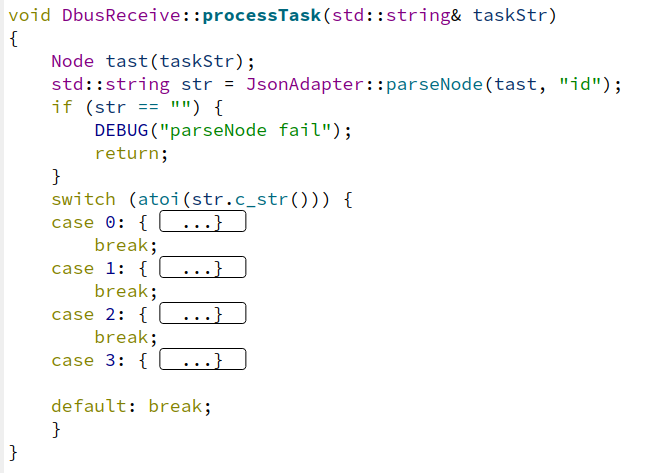 void DbusReceive::processTask(std::string& taskStr)
{
    Node tast(taskStr);
    std::string str = JsonAdapter::parseNode(tast, "id");
    if (str == "") {
        DEBUG("parseNode fail");
        return;
    }
    switch (atoi(str.c_str())) {
    case 0: { ...}
        break;
    case 1: { ...}
        break;
    case 2: { ...}
        break;
    case 3: { ...}
    default: break;
    }
}